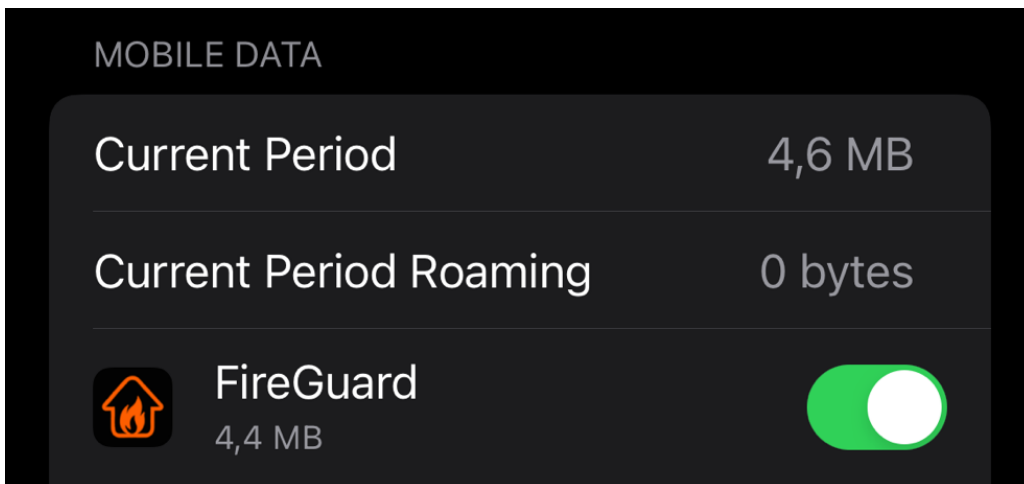 MOBILE DATA
Current Period 4,6 MB
Current Period Roaming 0 bytes
FireGuard
4,4 MB